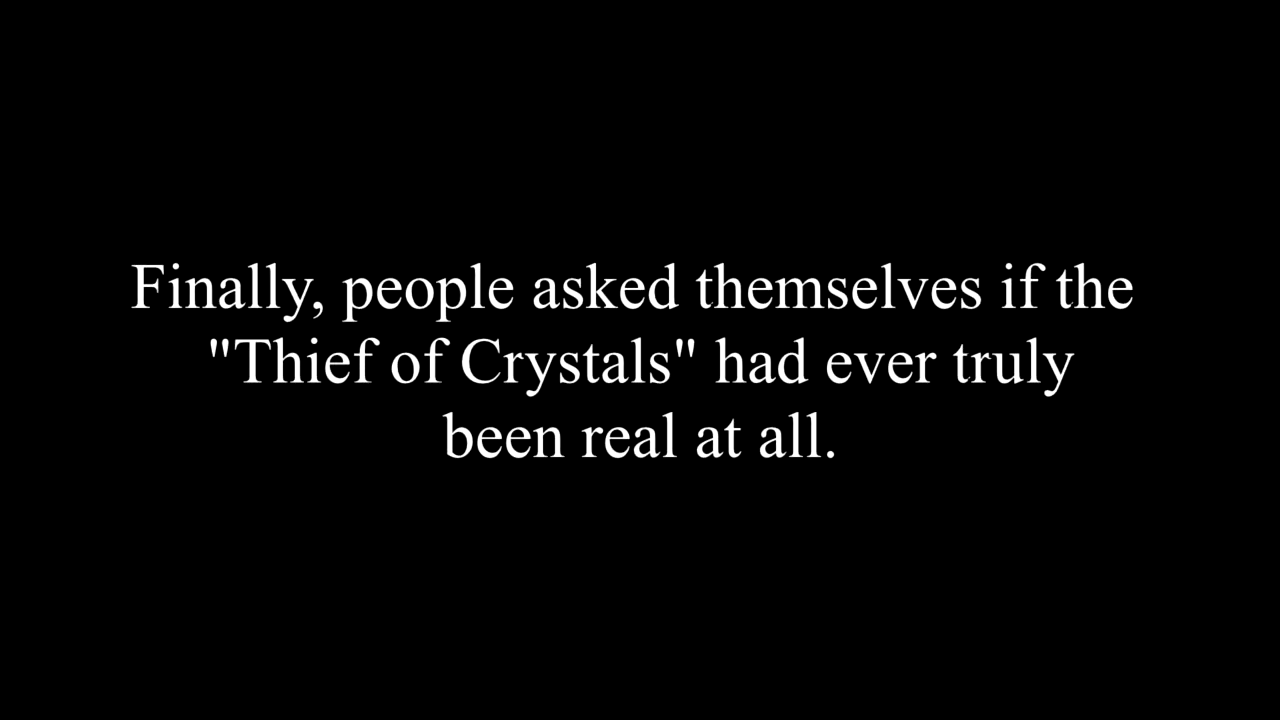 Finally, people asked themselves if the
"Thief of Crystals" had ever truly
been real at all.